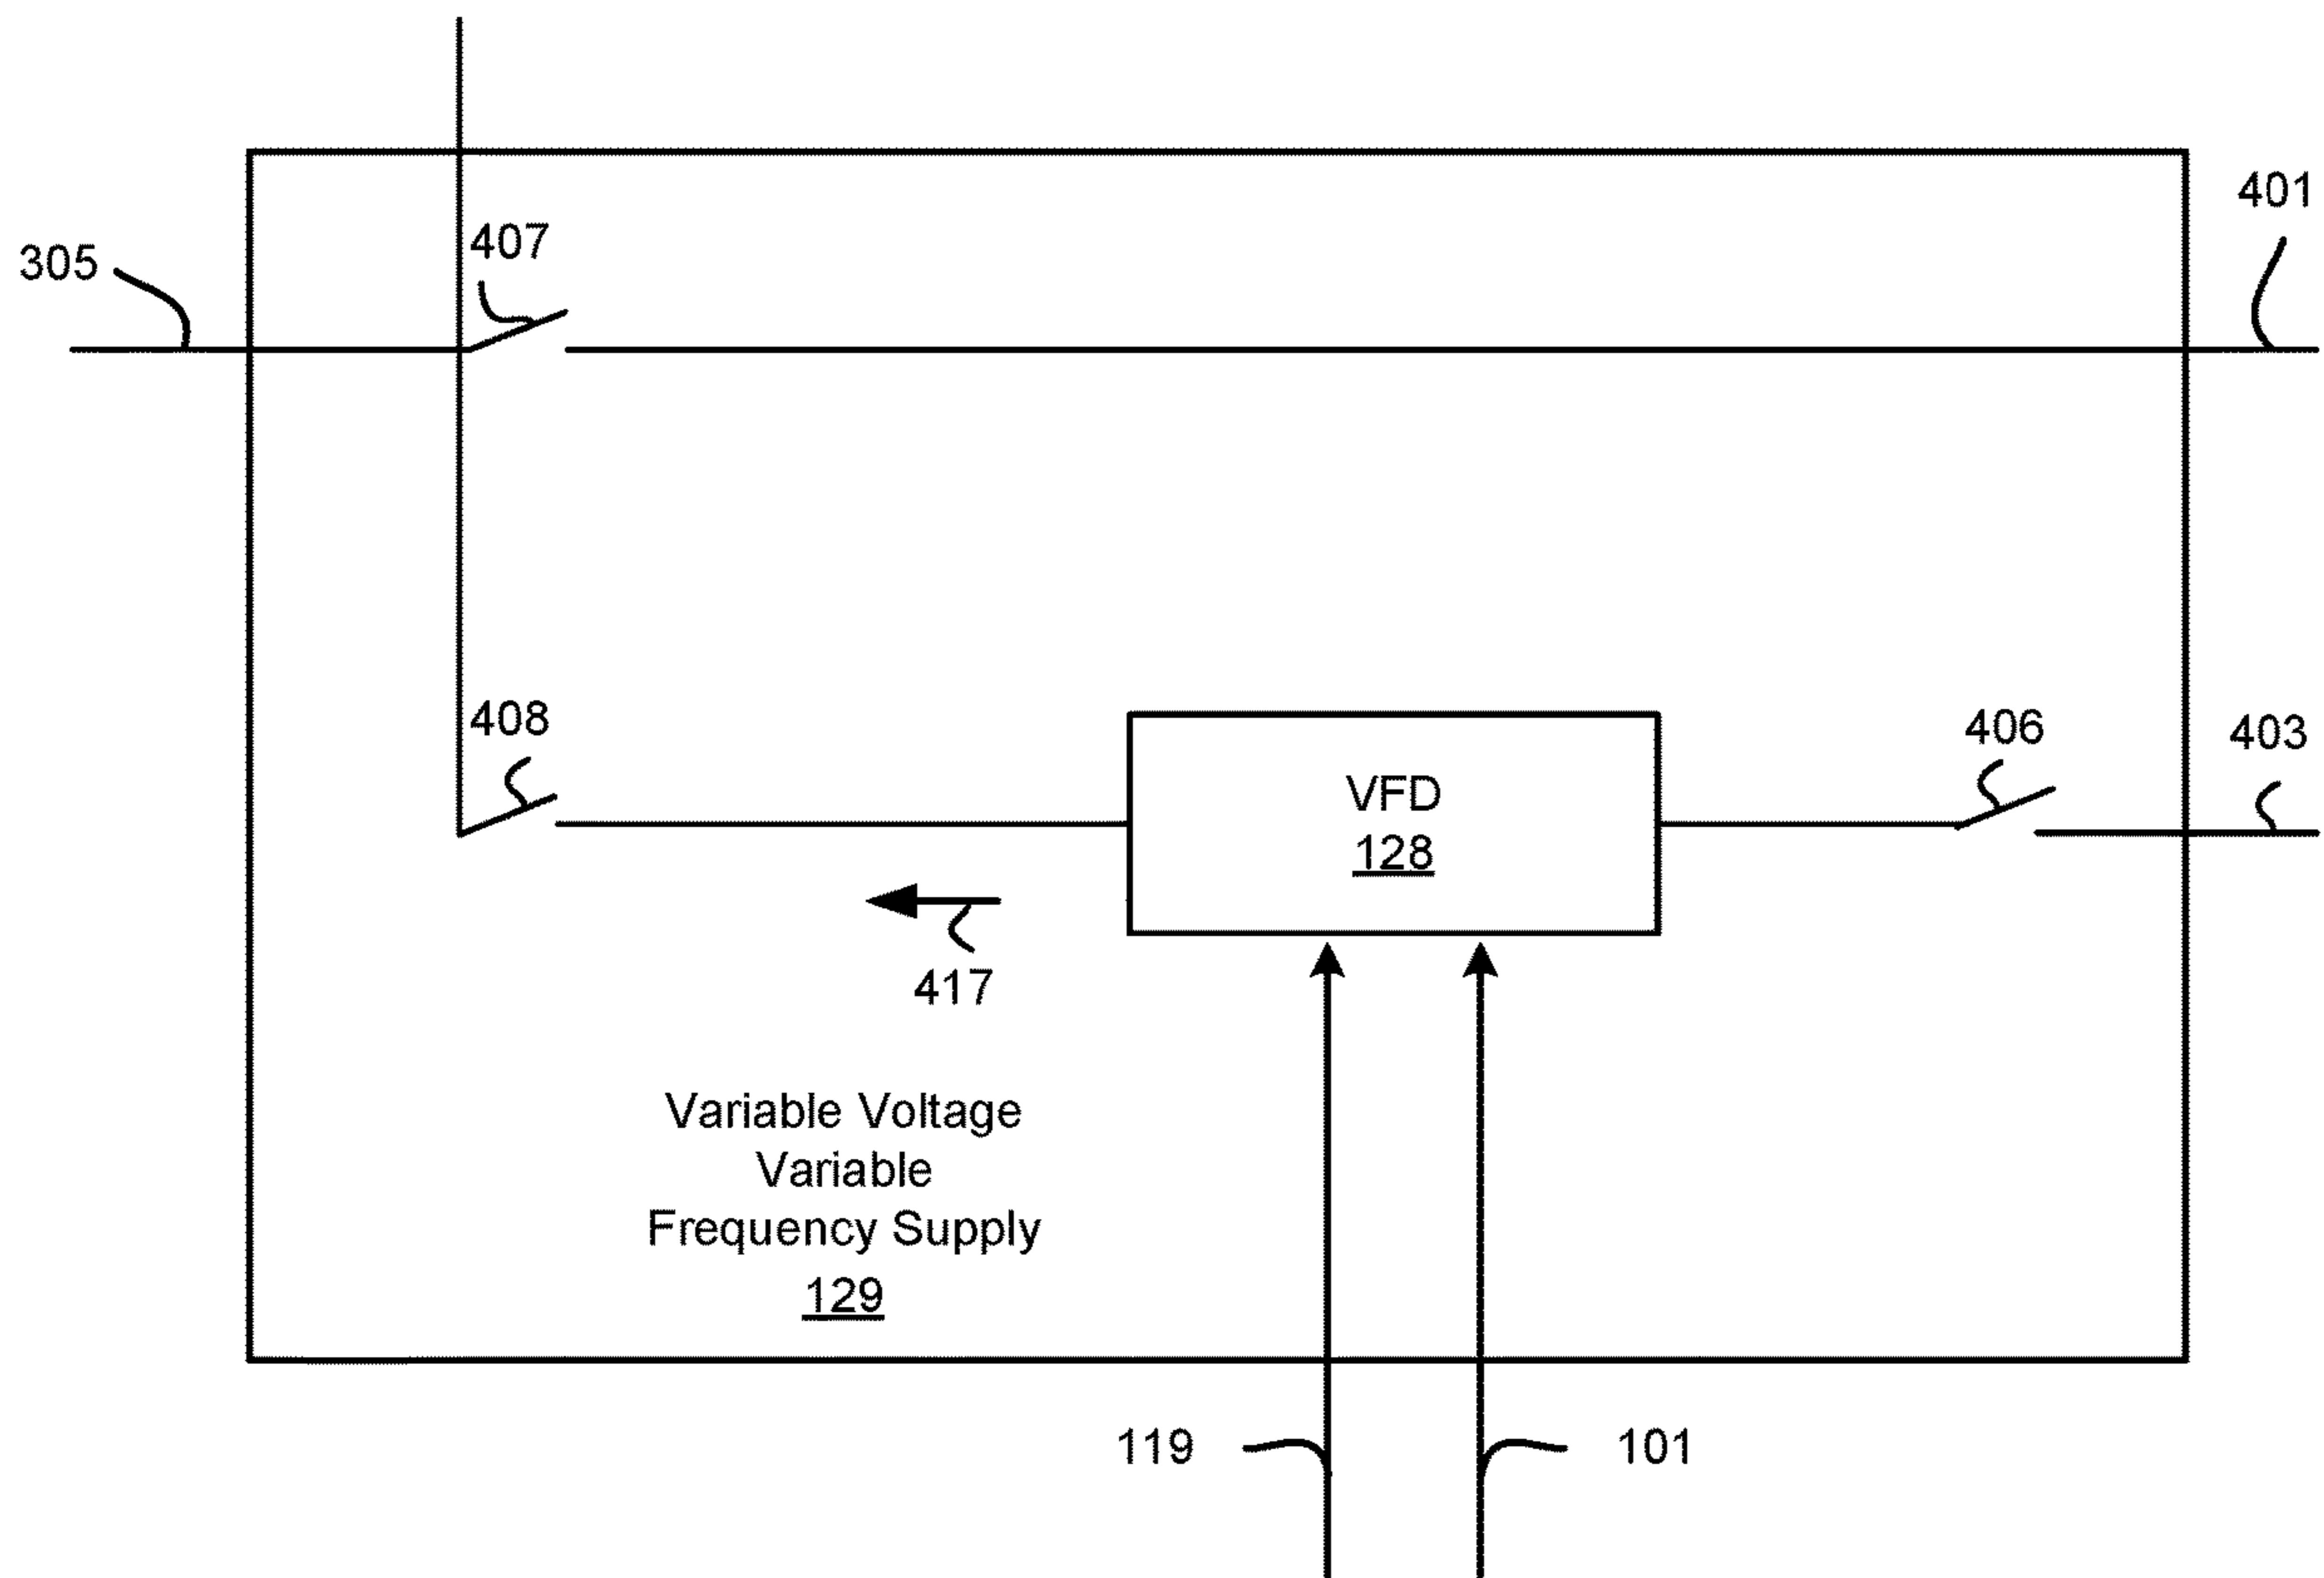 401
407
305
408
406
403
VFD
128
417
Variable Voltage
Variable
Frequency Supply
129
119
101